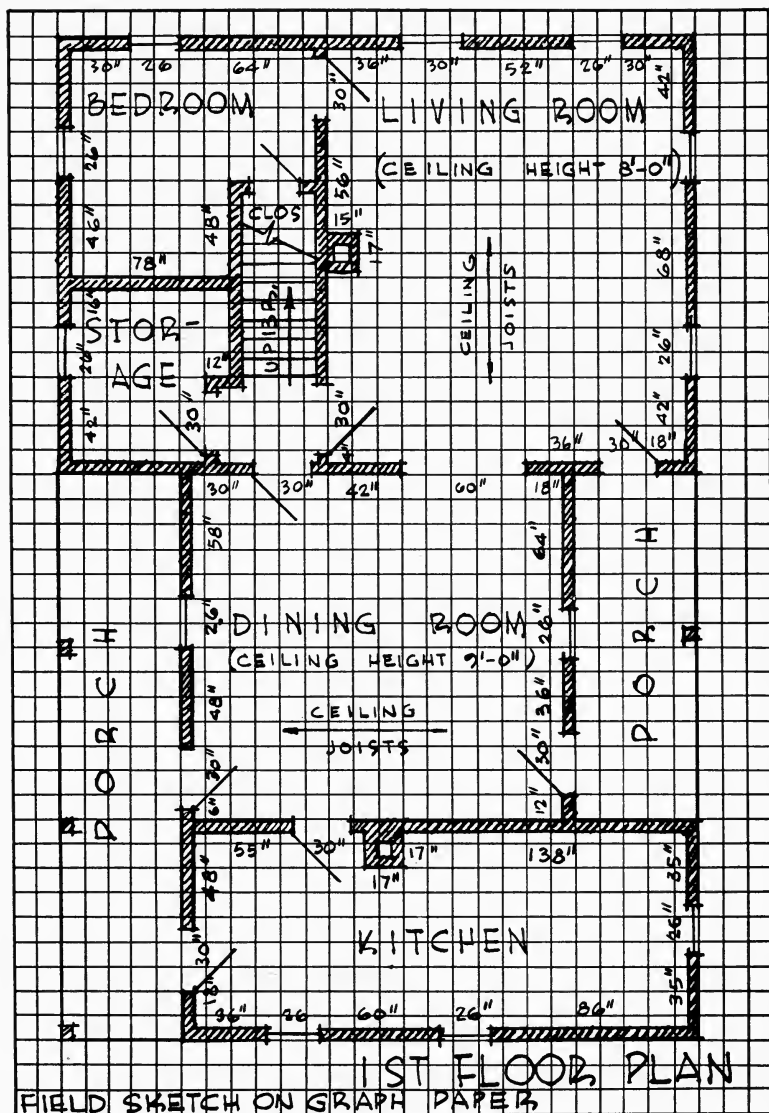 30" 26 64" 36" 30" 52" 26" 30"
BEDROOM
30"
LIVING ROOM
42"
(CEILING HEIGHT 8'-0")
26"
56"
46"
48"
CLOS
15"
17"
78"
68"
CEILING
JOISTS
16"
STOR-
AGE
UP 13 R.
26"
12"
26"
42"
30"
30"
42"
4"
36" 30" 18"
30" 30" 42" 60" 18"
58"
64"
PORCH
26"
DINING ROOM
26"
PORCH
(CEILING HEIGHT 9'-0")
48"
CEILING
JOISTS
36"
30"
30"
6"
12"
55" 30" 17" 138"
17"
48"
35"
KITCHEN
26"
30"
18"
35"
36" 26 60" 26" 86"
1ST FLOOR PLAN
FIELD SKETCH ON GRAPH PAPER